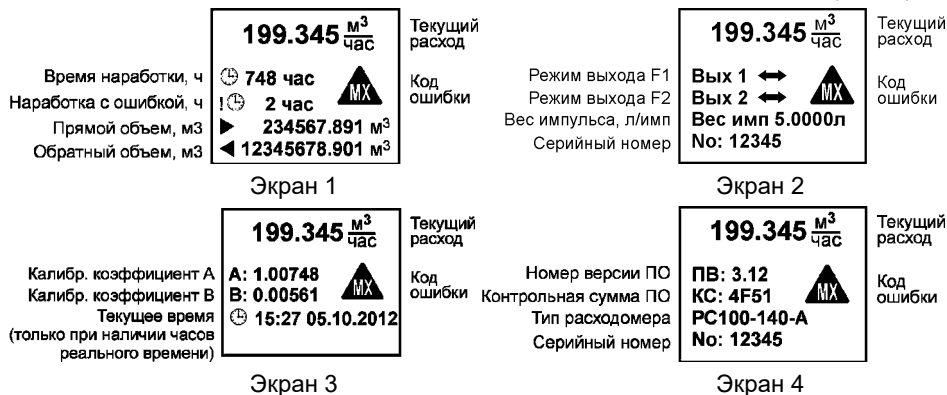 199.345 м³/час
Текущий расход
Время наработки, ч
748 час
МХ
Код ошибки
Наработка с ошибкой, ч
! 2 час
Прямой объем, м3
► 234567.891 м³
Обратный объем, м3
◄ 12345678.901 м³
Экран 1
199.345 м³/час
Текущий расход
Режим выхода F1
Вых 1 ↔
МХ
Код ошибки
Режим выхода F2
Вых 2 ↔
Вес импульса, л/имп
Вес имп 5.0000л
Серийный номер
No: 12345
Экран 2
199.345 м³/час
Текущий расход
Калибр. коэффициент А
A: 1.00748
МХ
Код ошибки
Калибр. коэффициент В
B: 0.00561
Текущее время
(только при наличии часов
реального времени)
15:27 05.10.2012
Экран 3
199.345 м³/час
Текущий расход
Номер версии ПО
ПВ: 3.12
МХ
Код ошибки
Контрольная сумма ПО
КС: 4F51
Тип расходомера
РС100-140-А
Серийный номер
No: 12345
Экран 4